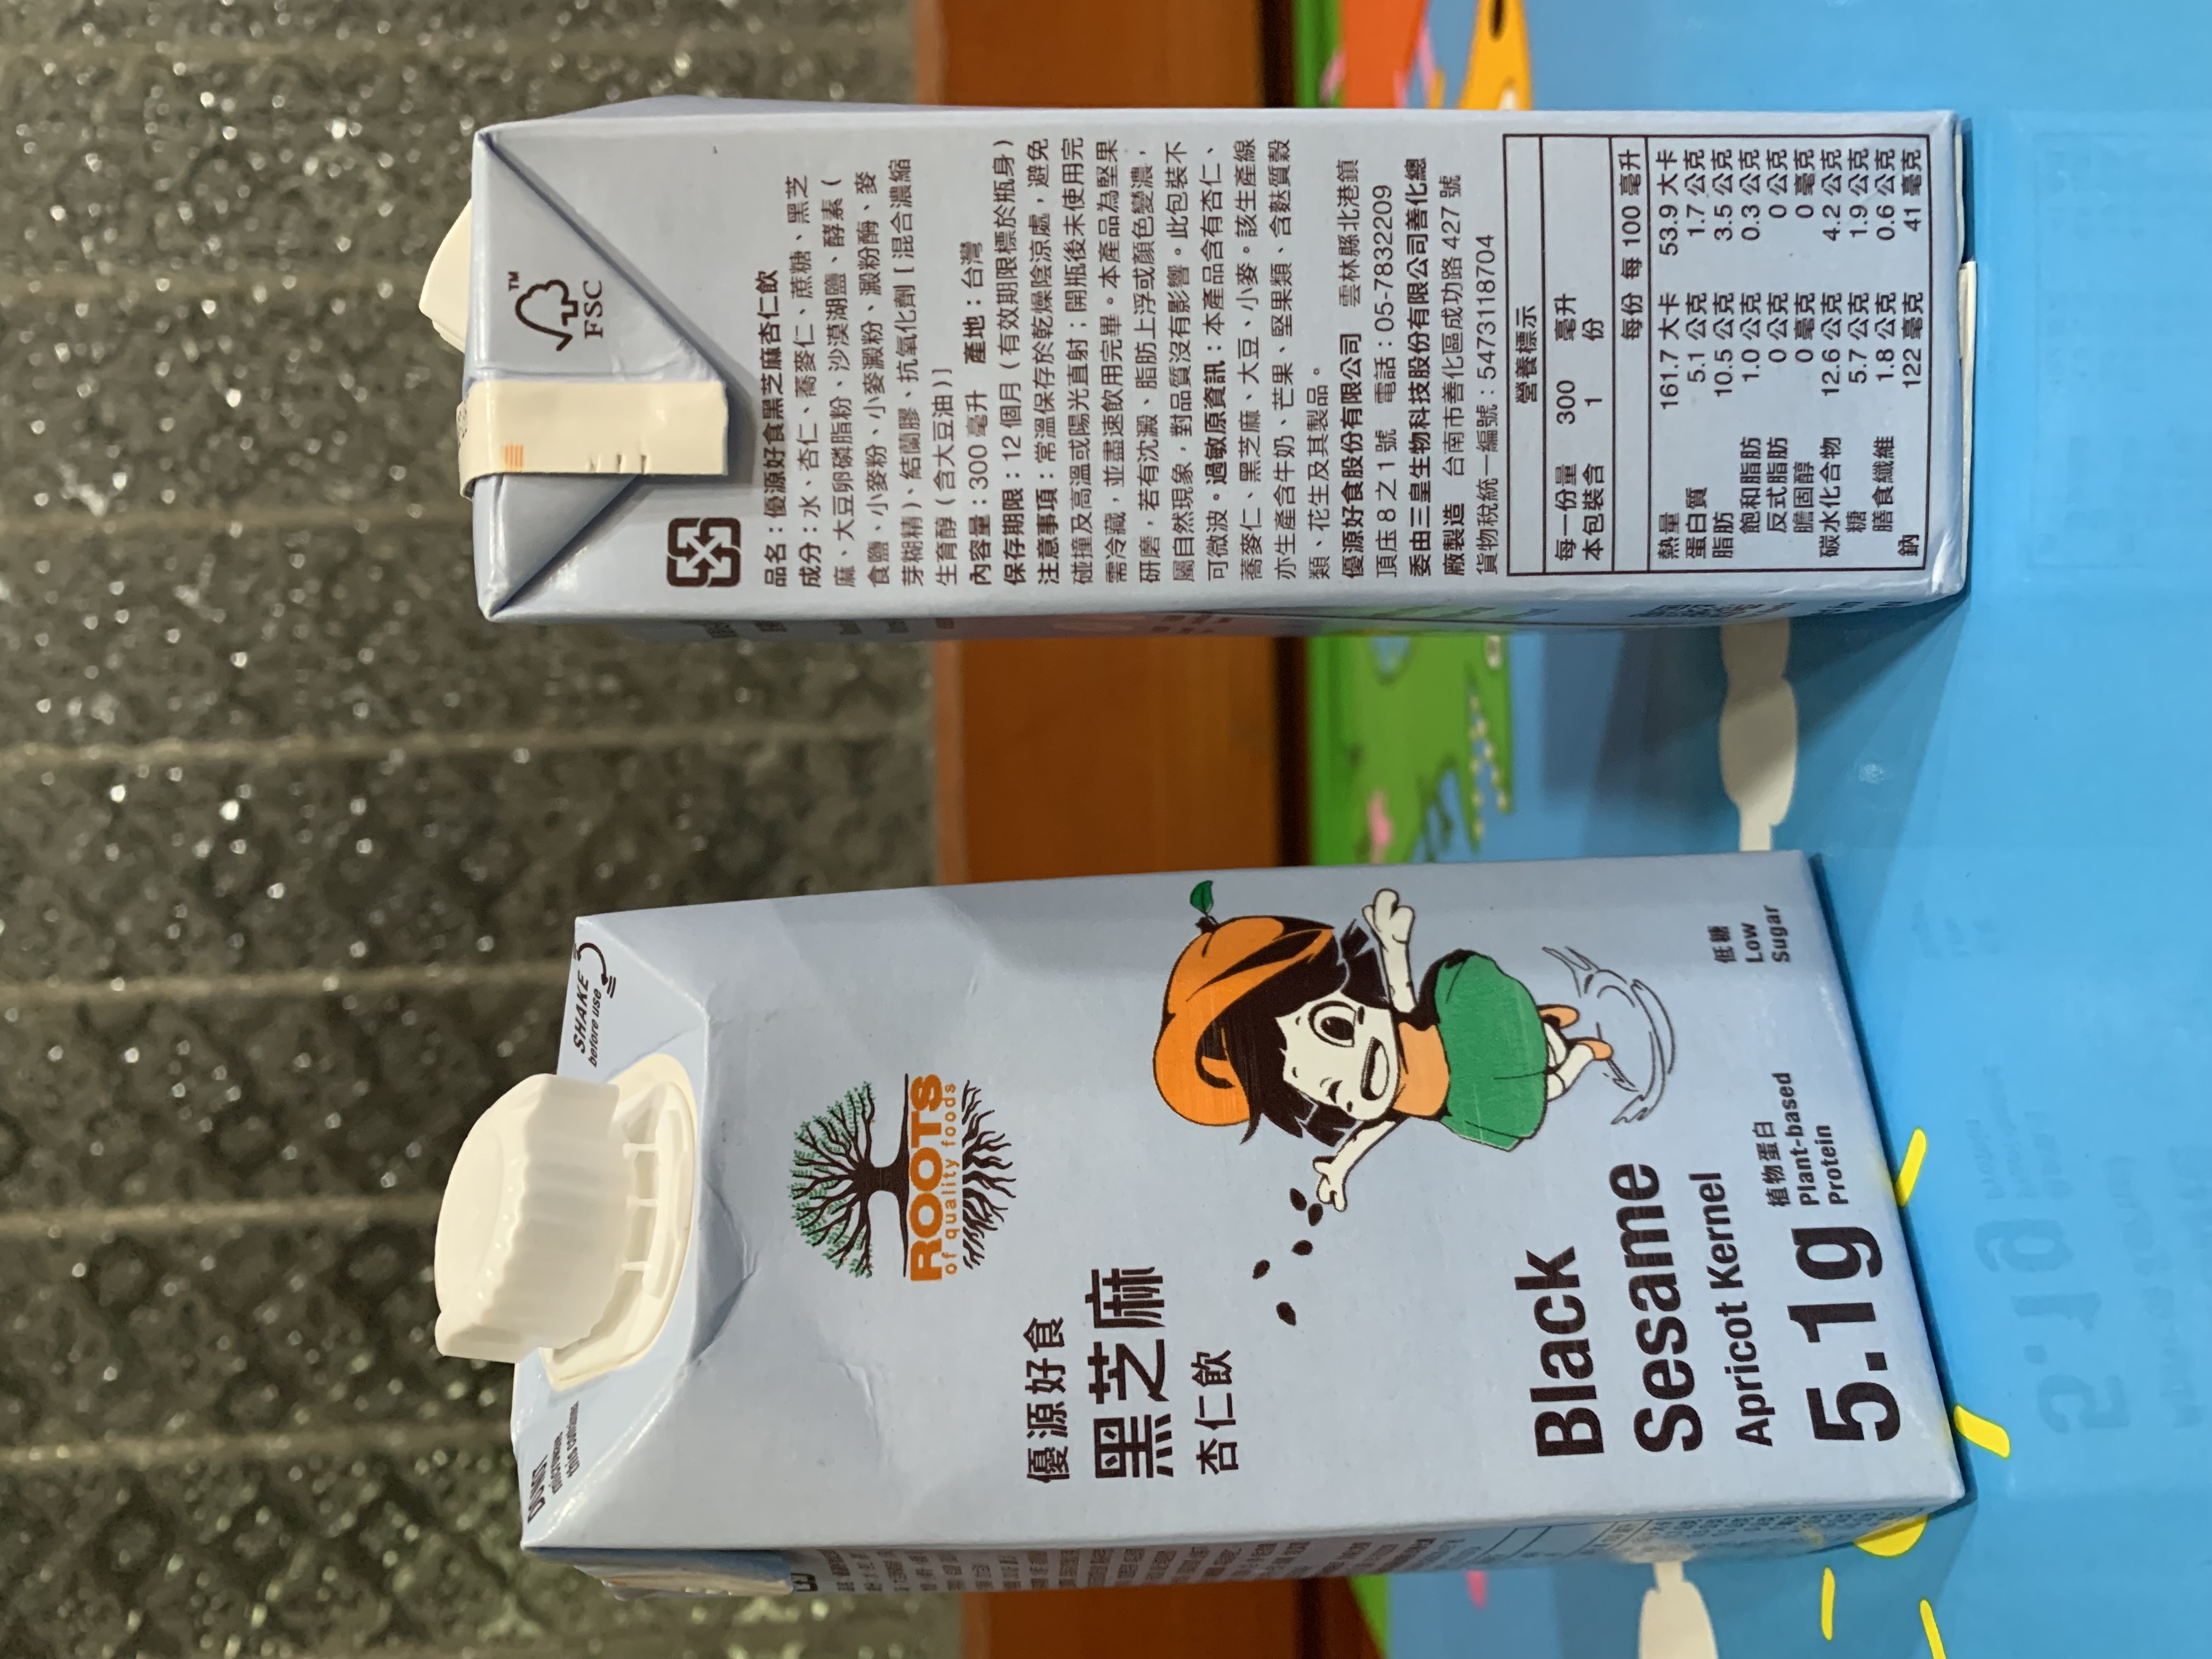 SHAKE
before use
ROOTS
of quality foods
優源好食
黑芝麻
杏仁飲
Black
Sesame
Apricot Kernel
5.1g
植物蛋白
Plant-based
Protein
低糖
Low
Sugar
FSC
TM
品名：優源好食黑芝麻杏仁飲
成分：水、杏仁、蕎麥仁、蔗糖、黑芝
麻、大豆卵磷脂粉、沙漠湖鹽、酵素（
食鹽、小麥粉、小麥澱粉、澱粉酶、麥
芽糊精）、結蘭膠、抗氧化劑［混合濃縮
生育醇（含大豆油）］
內容量：300 毫升　產地：台灣
保存期限：12 個月（有效期限標於瓶身）
注意事項：常溫保存於乾燥陰涼處，避免
碰撞及高溫或陽光直射；開瓶後未使用完
需冷藏，並盡速飲用完畢。本產品為堅果
研磨，若有沈澱、脂肪上浮或顏色變濃，
屬自然現象，對品質沒有影響。此包裝不
可微波。過敏原資訊：本產品含有杏仁、
蕎麥仁、黑芝麻、大豆、小麥。該生產線
亦生產含牛奶、芒果、堅果類、含麩質穀
類、花生及其製品。
優源好食股份有限公司　雲林縣北港鎮
頂庄 8 之 1 號　電話：05-7832209
委由三皇生物科技股份有限公司善化總
廠製造　台南市善化區成功路 427 號
貨物稅統一編號：54731118704
營養標示
每一份量 300 毫升
本包裝含 1 份
每份 每 100 毫升
熱量 161.7 大卡 53.9 大卡
蛋白質 5.1 公克 1.7 公克
脂肪 10.5 公克 3.5 公克
飽和脂肪 1.0 公克 0.3 公克
反式脂肪 0 公克 0 公克
膽固醇 0 毫克 0 毫克
碳水化合物 12.6 公克 4.2 公克
糖 5.7 公克 1.9 公克
膳食纖維 1.8 公克 0.6 公克
鈉 122 毫克 41 毫克